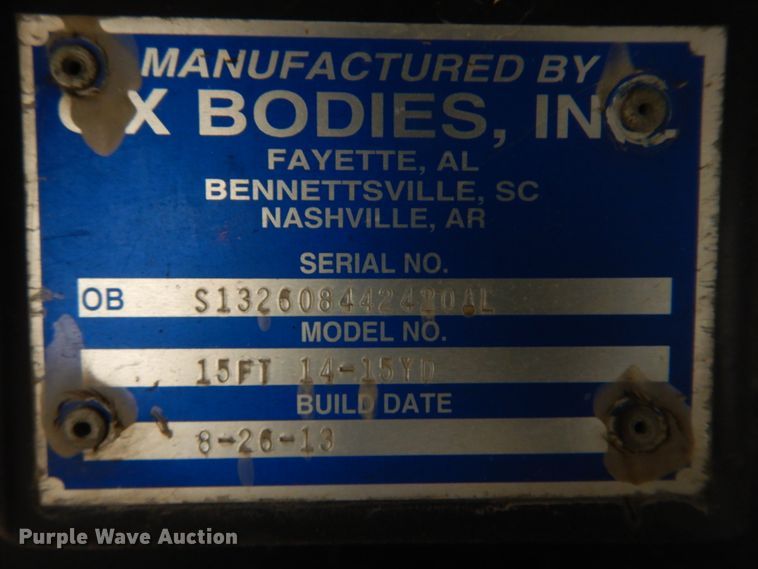 MANUFACTURED BY
OX BODIES, INC.
FAYETTE, AL
BENNETTSVILLE, SC
NASHVILLE, AR
SERIAL NO.
OB S132608442420AL
MODEL NO.
15FT 14-15YD
BUILD DATE
8-26-13
Purple Wave Auction